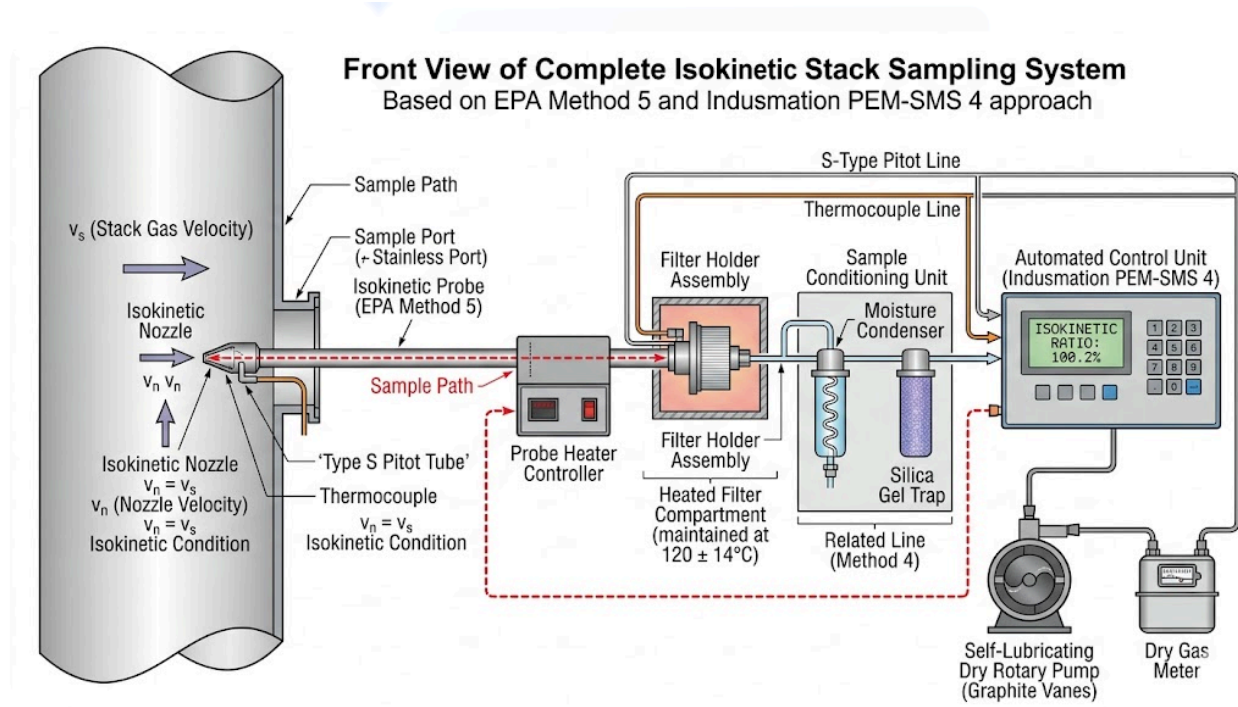 Front View of Complete Isokinetic Stack Sampling System
Based on EPA Method 5 and Indusmation PEM-SMS 4 approach
S-Type Pitot Line
Sample Path
Thermocouple Line
vs (Stack Gas Velocity)
Sample Port
(÷ Stainless Port)
Isokinetic Probe
(EPA Method 5)
Filter Holder
Assembly
Sample
Conditioning Unit
Automated Control Unit
(Indusmation PEM-SMS 4)
Isokinetic
Nozzle
Moisture
Condenser
ISOKINETIC
RATIO:
100.2%
1 2 3
4 5 6
7 8 9
. 0
vn vn
Sample Path
Isokinetic Nozzle
vn = vs
vn (Nozzle Velocity)
vn = vs
Isokinetic Condition
'Type S Pitot Tube'
Thermocouple
vn = vs
Isokinetic Condition
Probe Heater
Controller
Filter Holder
Assembly
Heated Filter
Compartment
(maintained at
120 ± 14°C)
Silica
Gel Trap
Related Line
(Method 4)
Self-Lubricating
Dry Rotary Pump
(Graphite Vanes)
Dry Gas
Meter